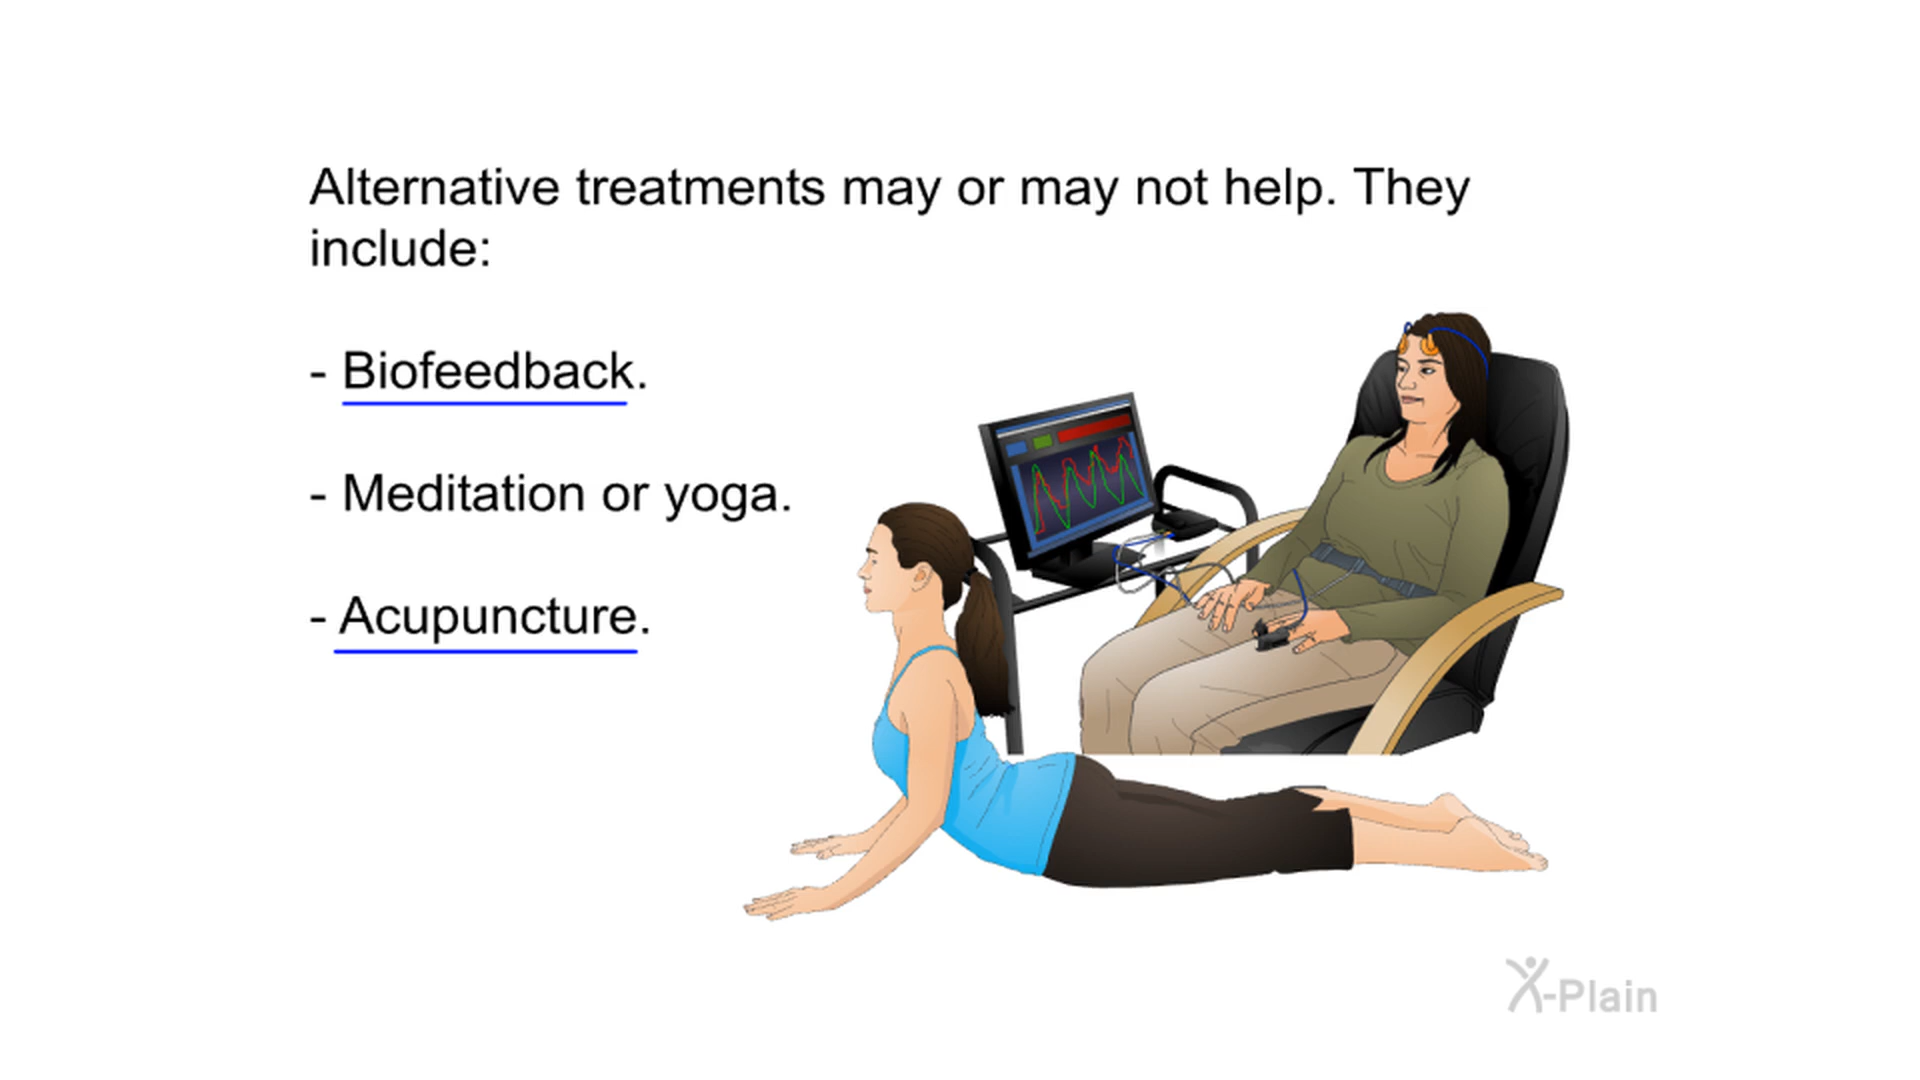 Alternative treatments may or may not help. They
include:
- Biofeedback.
- Meditation or yoga.
- Acupuncture.
X-Plain